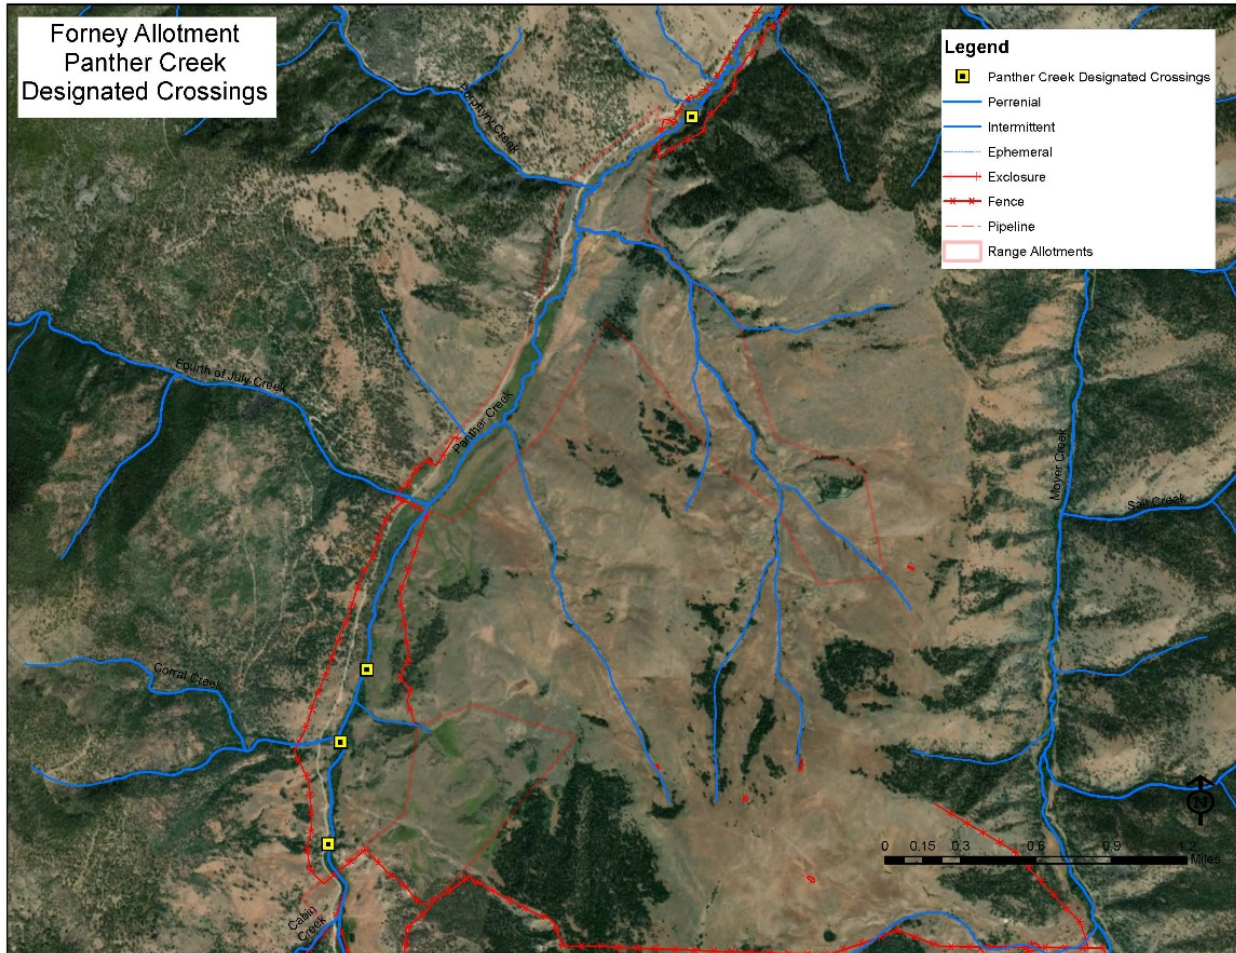 Forney Allotment
Panther Creek
Designated Crossings
Legend
Panther Creek Designated Crossings
Perrenial
Intermittent
Ephemeral
Exclosure
Fence
Pipeline
Range Allotments
Porphyry Creek
Fourth of July Creek
Panther Creek
Moyer Creek
Salt Creek
Corral Creek
Cabin
Creek
N
0 0.15 0.3 0.6 0.9 1.2
Miles